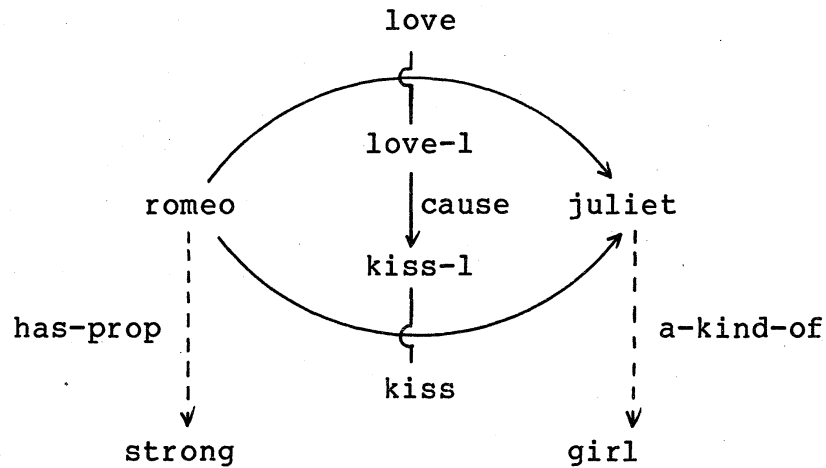 love
love-1
romeo
cause
juliet
kiss-1
has-prop
a-kind-of
kiss
strong
girl